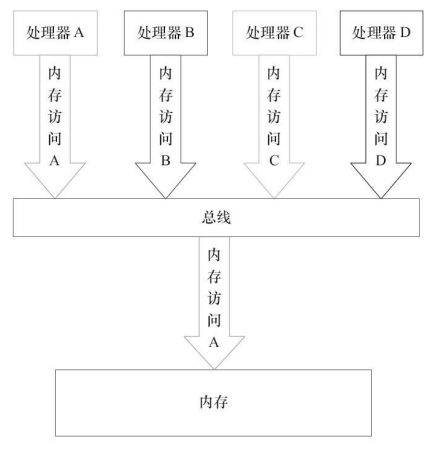 处理器 A
处理器 B
处理器 C
处理器 D
内存访问 A
内存访问 B
内存访问 C
内存访问 D
总线
内存访问 A
内存